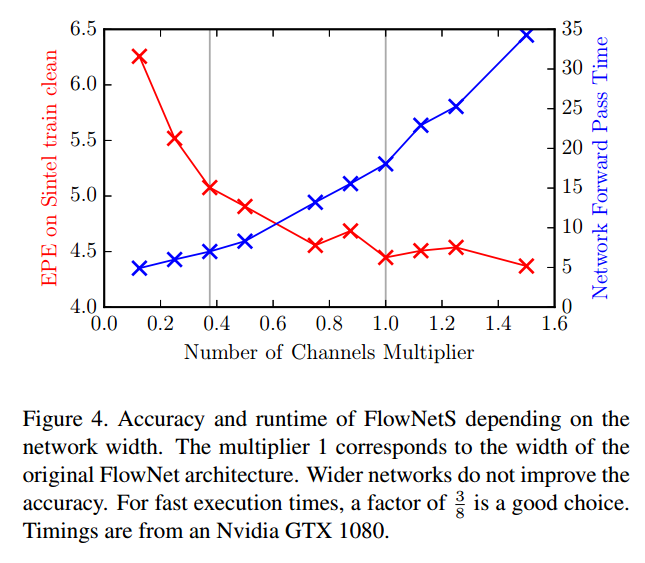 EPE on Sintel train clean
6.5
6.0
5.5
5.0
4.5
4.0
35
30
25
20
15
10
5
0
Network Forward Pass Time
0.0 0.2 0.4 0.6 0.8 1.0 1.2 1.4 1.6
Number of Channels Multiplier
Figure 4. Accuracy and runtime of FlowNetS depending on the
network width. The multiplier 1 corresponds to the width of the
original FlowNet architecture. Wider networks do not improve the
accuracy. For fast execution times, a factor of 3/8 is a good choice.
Timings are from an Nvidia GTX 1080.